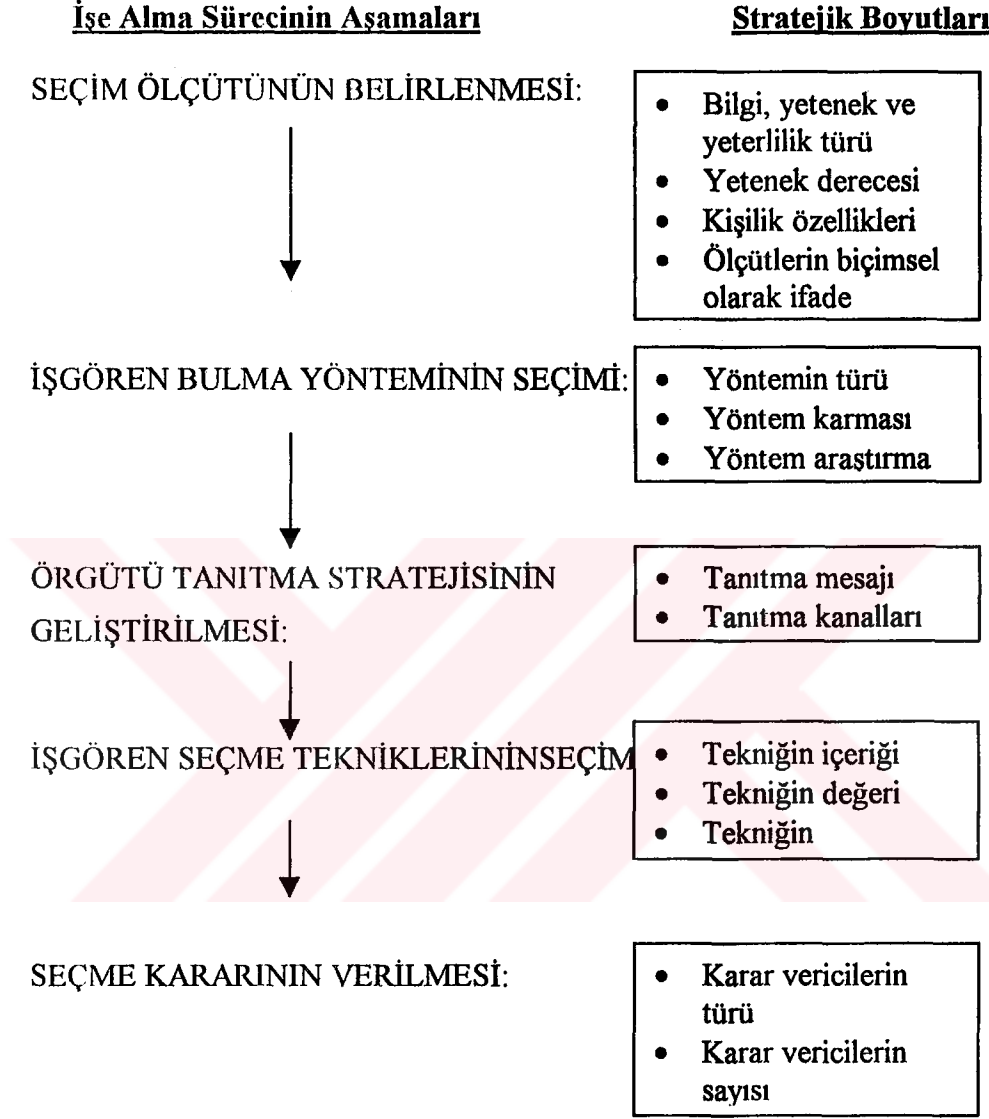 İşe Alma Sürecinin Aşamaları
Stratejik Boyutları
SEÇİM ÖLÇÜTÜNÜN BELİRLENMESİ:
• Bilgi, yetenek ve
yeterlilik türü
• Yetenek derecesi
• Kişilik özellikleri
• Ölçütlerin biçimsel
olarak ifade
İŞGÖREN BULMA YÖNTEMİNİN SEÇİMİ:
• Yöntemin türü
• Yöntem karması
• Yöntem araştırma
ÖRGÜTÜ TANITMA STRATEJİSİNİN
GELİŞTİRİLMESİ:
• Tanıtma mesajı
• Tanıtma kanalları
İŞGÖREN SEÇME TEKNİKLERİNİNSEÇİM
• Tekniğin içeriği
• Tekniğin değeri
• Tekniğin
SEÇME KARARININ VERİLMESİ:
• Karar vericilerin
türü
• Karar vericilerin
sayısı